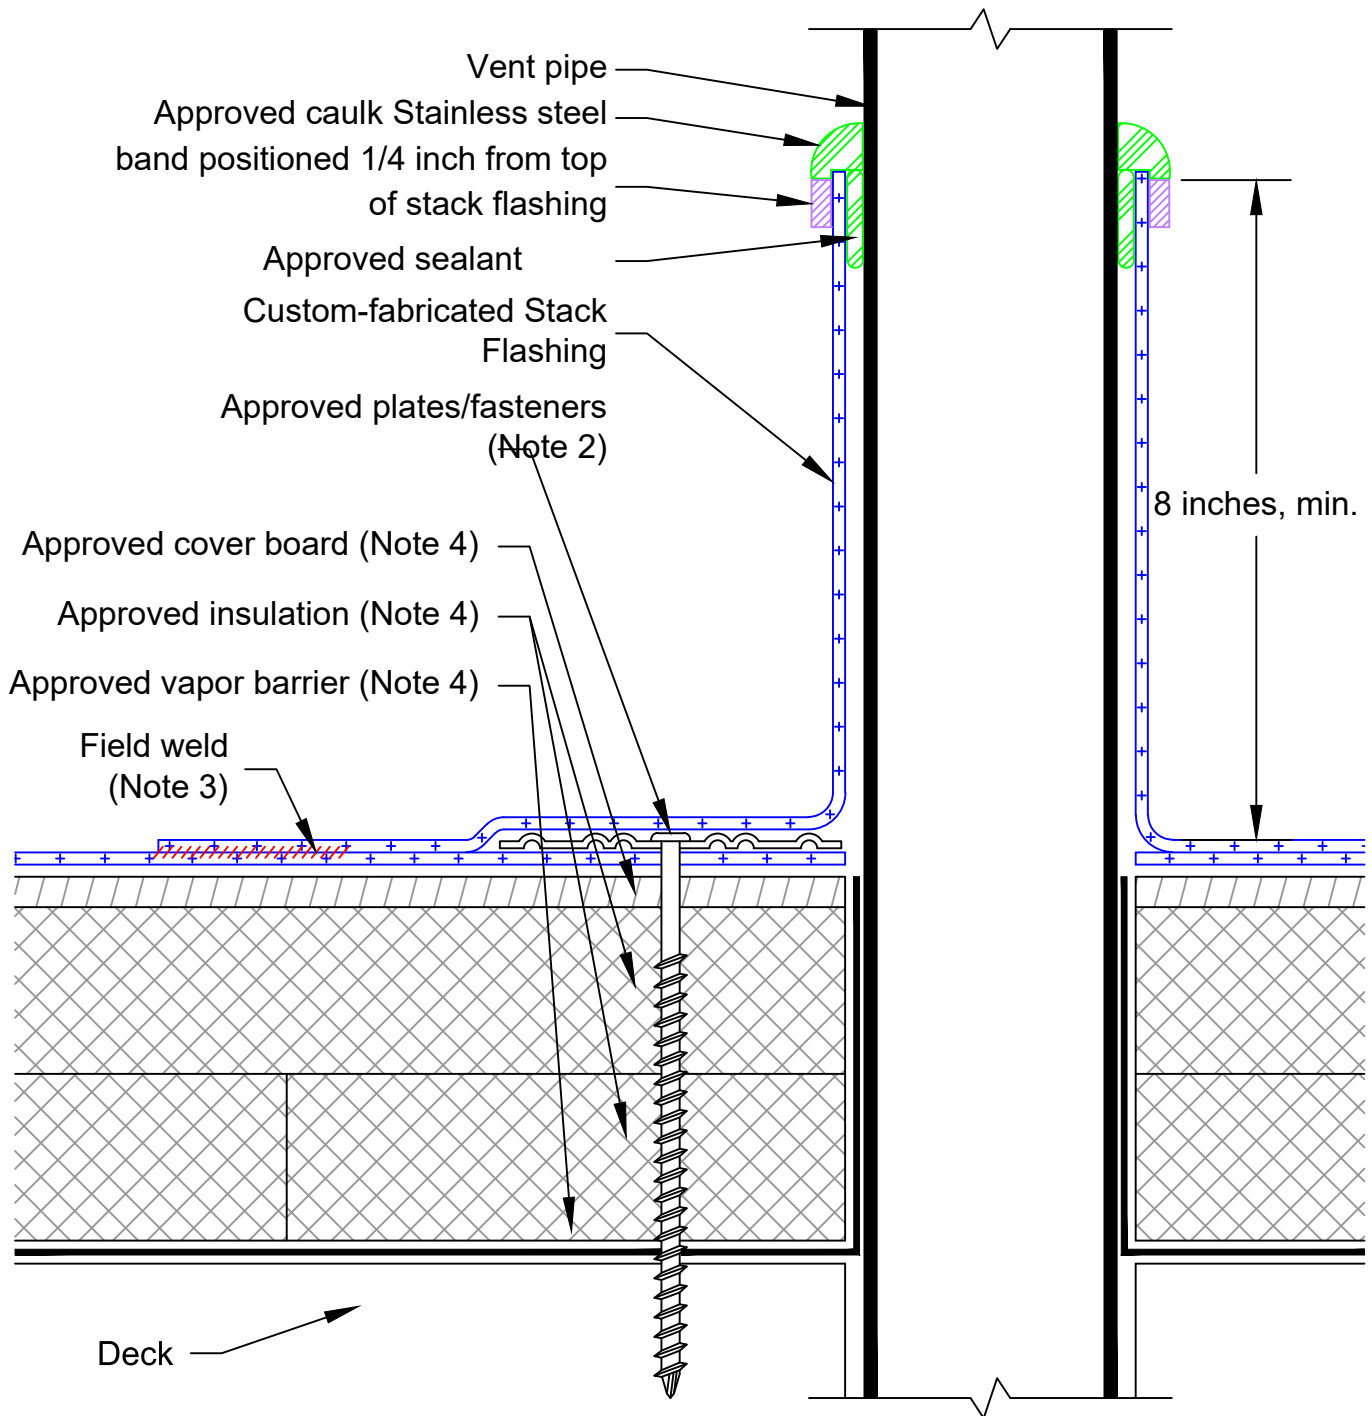 Vent pipe
Approved caulk Stainless steel
band positioned 1/4 inch from top
of stack flashing
Approved sealant
Custom-fabricated Stack
Flashing
Approved plates/fasteners
(Note 2)
8 inches, min.
Approved cover board (Note 4)
Approved insulation (Note 4)
Approved vapor barrier (Note 4)
Field weld
(Note 3)
Deck